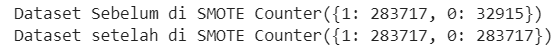 Dataset Sebelum di SMOTE Counter({1: 283717, 0: 32915})
Dataset setelah di SMOTE Counter({1: 283717, 0: 283717})